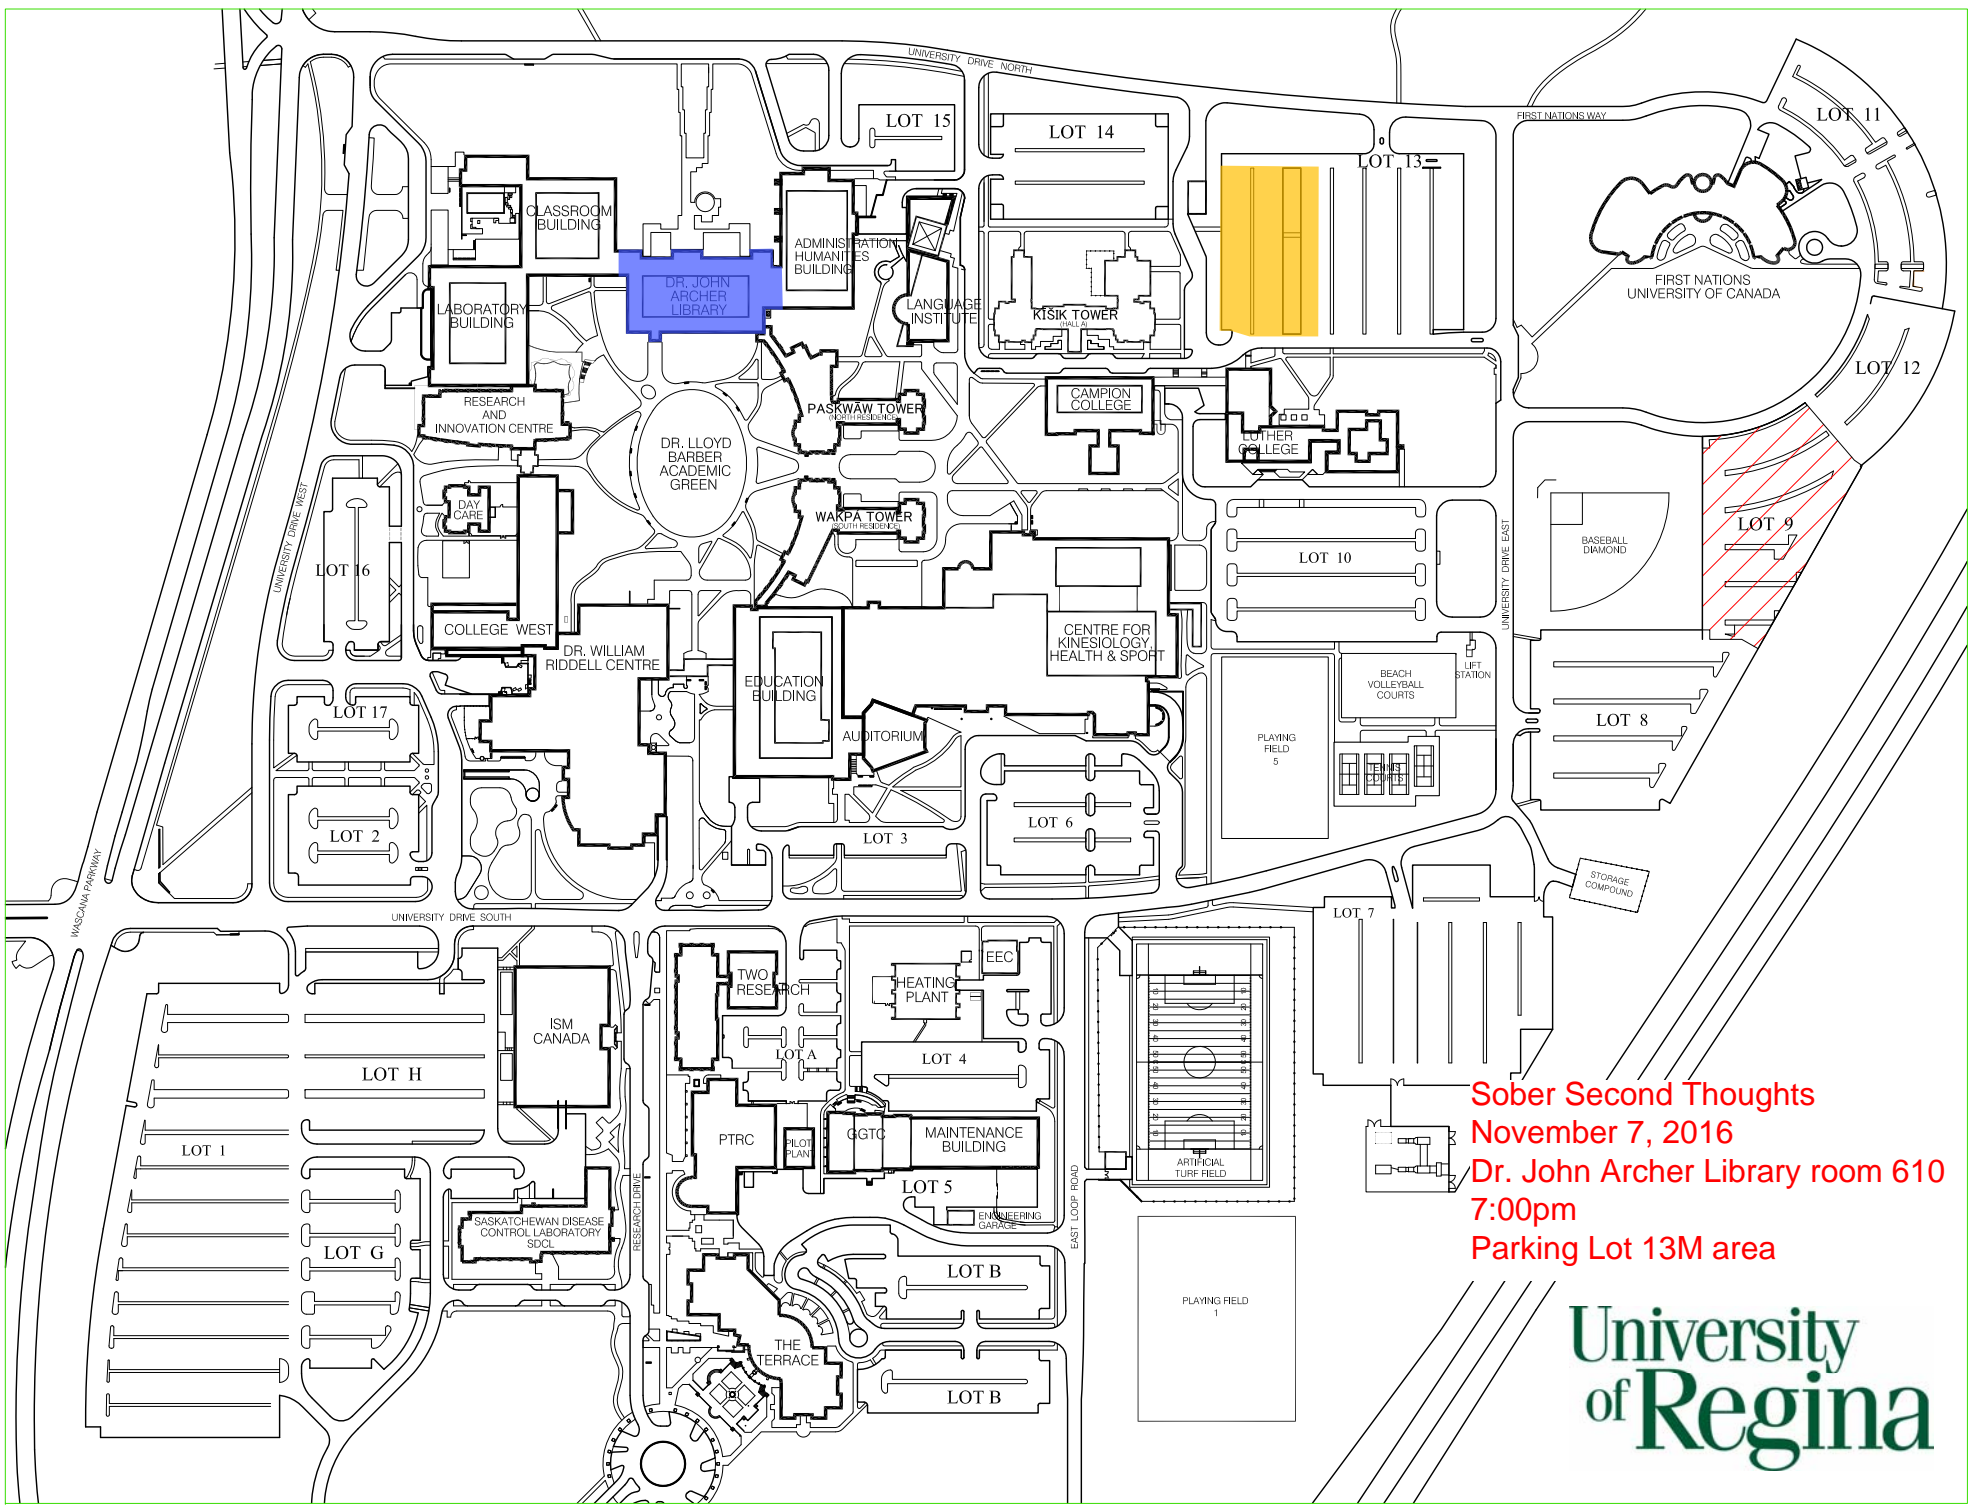 UNIVERSITY DRIVE NORTH
FIRST NATIONS WAY
LOT 11
LOT 15
LOT 14
LOT 13
CLASSROOM
BUILDING
ADMINISTRATION
HUMANITIES
BUILDING
DR. JOHN
ARCHER
LIBRARY
LABORATORY
BUILDING
LANGUAGE
INSTITUTE
KĪSIK TOWER
(HALL A)
FIRST NATIONS
UNIVERSITY OF CANADA
LOT 12
RESEARCH
AND
INNOVATION CENTRE
PASKWĀW TOWER
(NORTH RESIDENCE)
CAMPION
COLLEGE
LUTHER
COLLEGE
DR. LLOYD
BARBER
ACADEMIC
GREEN
DAY
CARE
WAKPÁ TOWER
(SOUTH RESIDENCE)
UNIVERSITY DRIVE WEST
LOT 16
LOT 10
UNIVERSITY DRIVE EAST
BASEBALL
DIAMOND
LOT 9
COLLEGE WEST
DR. WILLIAM
RIDDELL CENTRE
CENTRE FOR
KINESIOLOGY,
HEALTH & SPORT
EDUCATION
BUILDING
BEACH
VOLLEYBALL
COURTS
LIFT
STATION
LOT 17
AUDITORIUM
PLAYING
FIELD
5
TENNIS
COURTS
LOT 8
LOT 2
LOT 3
LOT 6
WASCANA PARKWAY
STORAGE
COMPOUND
UNIVERSITY DRIVE SOUTH
LOT 7
TWO
RESEARCH
HEATING
PLANT
EEC
ISM
CANADA
LOT A
LOT 4
LOT H
LOT 1
PTRC
PILOT
PLANT
GGTC
MAINTENANCE
BUILDING
ARTIFICIAL
TURF FIELD
Sober Second Thoughts
November 7, 2016
Dr. John Archer Library room 610
7:00pm
Parking Lot 13M area
LOT 5
ENGINEERING
GARAGE
RESEARCH DRIVE
EAST LOOP ROAD
SASKATCHEWAN DISEASE
CONTROL LABORATORY
SDCL
LOT G
LOT B
PLAYING FIELD
1
THE
TERRACE
LOT B
University
of Regina